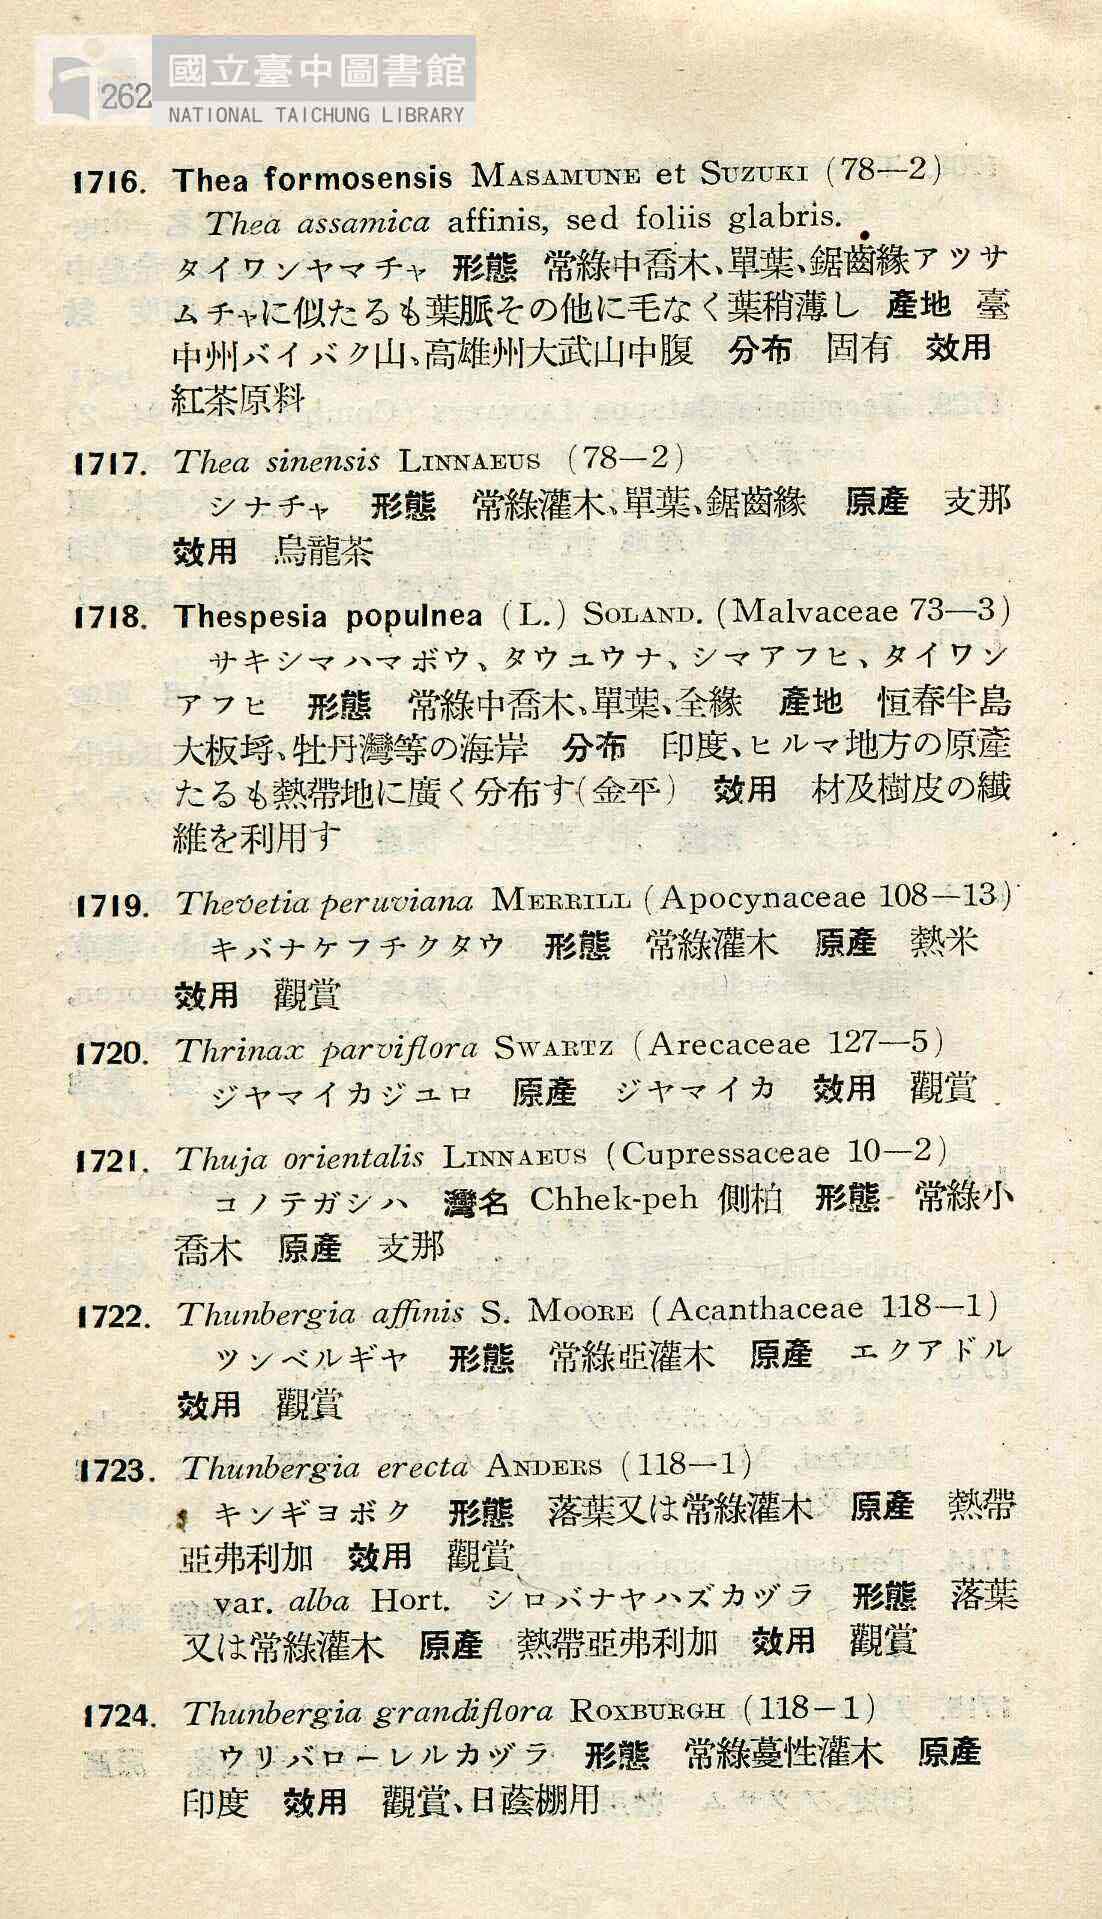 262
國立臺中圖書館
NATIONAL TAICHUNG LIBRARY
1716. Thea formosensis MASAMUNE et SUZUKI (78—2)
Thea assamica affinis, sed foliis glabris.
タイワンヤマチャ 形態 常綠中喬木、單葉、鋸齒緣アツサ
ムチャに似たるも葉脈その他に毛なく葉稍薄し 產地 臺
中州バイバク山、高雄州大武山中腹 分布 固有 效用
紅茶原料
1717. Thea sinensis LINNAEUS (78—2)
シナチャ 形態 常綠灌木、單葉、鋸齒緣 原產 支那
效用 烏龍茶
1718. Thespesia populnea (L.) SOLAND. (Malvaceae 73—3)
サキシマハマボウ、タウユウナ、シマアフヒ、タイワン
アフヒ 形態 常綠中喬木、單葉、全緣 產地 恒春半島
大板埒、牡丹灣等の海岸 分布 印度、ヒルマ地方の原產
たるも熱帶地に廣く分布す(金平) 效用 材及樹皮の纖
維を利用す
1719. Thevetia peruviana MERRILL (Apocynaceae 108—13)
キバナケフチクタウ 形態 常綠灌木 原產 熱米
效用 觀賞
1720. Thrinax parviflora SWARTZ (Arecaceae 127—5)
ジヤマイカジユロ 原產 ジヤマイカ 效用 觀賞
1721. Thuja orientalis LINNAEUS (Cupressaceae 10—2)
コノテガシハ 灣名 Chhek-peh 側柏 形態 常綠小
喬木 原產 支那
1722. Thunbergia affinis S. MOORE (Acanthaceae 118—1)
ツンベルギヤ 形態 常綠亞灌木 原產 エクアドル
效用 觀賞
1723. Thunbergia erecta ANDERS (118—1)
キンギヨボク 形態 落葉又は常綠灌木 原產 熱帶
亞弗利加 效用 觀賞
var. alba Hort. シロバナヤハズカヅラ 形態 落葉
又は常綠灌木 原產 熱帶亞弗利加 效用 觀賞
1724. Thunbergia grandiflora ROXBURGH (118—1)
ウリバローレルカヅラ 形態 常綠蔓性灌木 原產
印度 效用 觀賞、日蔭棚用